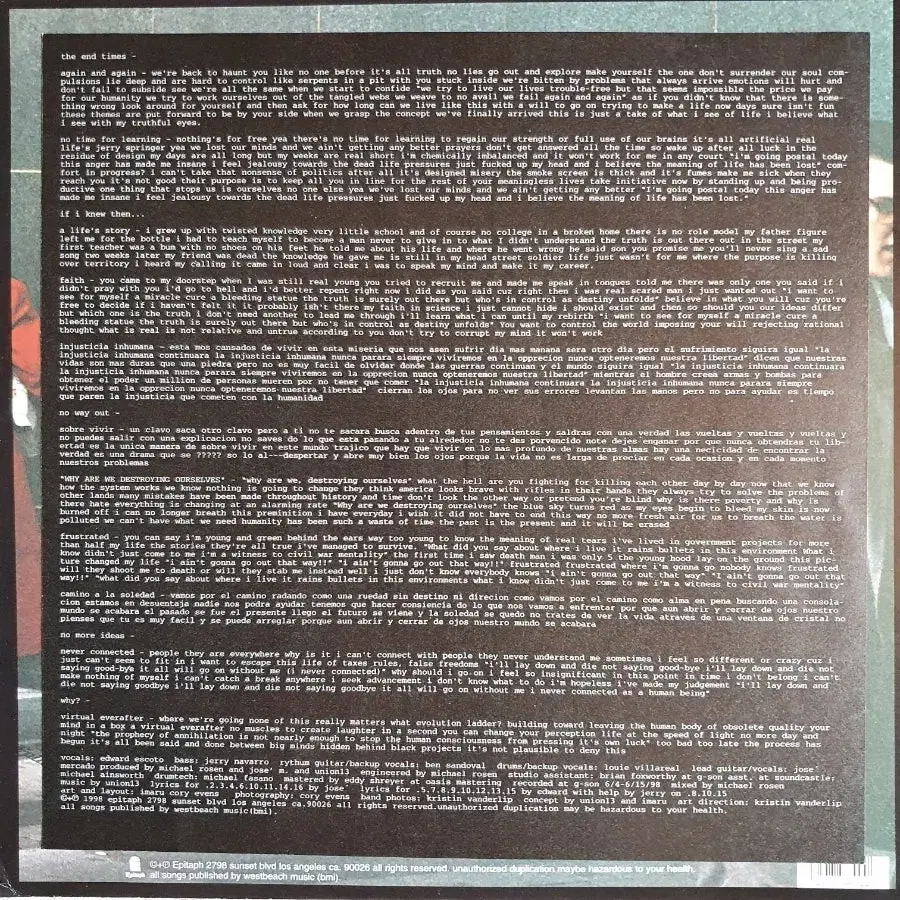 the end times -
again and again - we're back to haunt you like no one before it's all truth no lies go out and explore make yourself the one don't surrender our soul com-
pulsions lie deep and are hard to control like serpents in a pit with you stuck inside we're bitten by problems that always arrive emotions will hurt and
don't fail to subside see we're all the same when we start to confide "we try to live our lives trouble-free but that seems impossible the price we pay
for our humanity we try to work ourselves out of the tangled webs we weave to no avail we fail again and again" as if you didn't know that there is some-
thing wrong look around for yourself and then ask for how long can we live like this with a will to go on trying to make a life now days sure isn't fun
these themes are put forward to be by your side when we grasp the concept we've finally arrived this is just a take of what i see of life i believe what
i see with my truthful eyes.
no time for learning - nothing's for free yea there's no time for learning to regain our strength or full use of our brains it's all artificial real
life's jerry springer yea we lost our minds and we ain't getting any better prayers don't get answered all the time so wake up after all luck in the
residue of design my days are all long but my weeks are real short i'm chemically imbalanced and it won't work for me in any court "i'm going postal today
this anger has made me insane i feel jealousy towards the dead life pressures just fucked up my head and i believe the meaning of life has been lost" com-
fort in progress? i can't take that nonsense of politics after all it's designed misery the smoke screen is thick and it's fumes make me sick when they
reach you it's not good their purpose is to keep all you in line for the rest of your meaningless lives take initiative now by standing up and being pro-
ductive one thing that stops us is ourselves no one else yea we've lost our minds and we ain't getting any better "I'm going postal today this anger has
made me insane i feel jealousy towards the dead life pressures just fucked up my head and i believe the meaning of life has been lost."
if i knew then...
a life's story - i grew up with twisted knowledge very little school and of course no college in a broken home there is no role model my father figure
left me for the bottle i had to teach myself to become a man never to give in to what I didn't understand the truth is out there out in the street my
first teacher was a bum with no shoes on his feet he told me about his life and where he went wrong he said son you promise me you'll never sing a sad
song two weeks later my friend was dead the knowledge he gave me is still in my head street soldier life just wasn't for me where the purpose is killing
over territory i heard my calling it came in loud and clear i was to speak my mind and make it my career.
faith - you came to my doorstep when I was still real young you tried to recruit me and made me speak in tongues told me there was only one you said if i
didn't pray with you i'd go to hell and i'd better repent right now i did as you said cuz right then i was real scared man i just wanted out "i want to
see for myself a miracle cure a bleeding statue the truth is surely out there but who's in control as destiny unfolds" believe in what you will cuz you're
free to decide if i haven't felt it it probably isn't there my faith in science i just cannot hide i should exist and then so should you our ideas differ
but which one is the truth i don't need another to lead me through i'll learn what i can until my rebirth "i want to see for myself a miracle cure a
bleeding statue the truth is surely out there but who's in control as destiny unfolds" You want to control the world imposing your will rejecting rational
thought what is real is not relative and untrue according to you don't try to corrupt my mind it won't work
injusticia inhumana - esta mos cansados de vivir en esta miseria que nos asen sufrir dia mas manana sera otro dia pero el sufrimiento siguira igual "la
injusticia inhumana continuara la injusticia inhumana nunca parara siempre viviremos en la opprecion nunca opteneremos nuestra libertad" dicen que nuestras
vidas son mas duras que una piedra pero no es muy facil de olvidar donde las guerras continuan y el mundo siguira igual "la injusticia inhumana continuara
la injusticia inhumana nunca parara siempre viviremos en la opprecion nunca opteneremos nuestra libertad" mientras el hombre creea armas y bombas para
obtener el poder un million de personas mueren por no tener que comer "la injusticia inhumana continuara la injusticia inhumana nunca parara siempre
viviremos en la opprecion nunca opteneremos nuestra libertad" cierran los ojos para no ver sus errores levantan las manos pero no para ayudar es tiempo
que paren la injusticia que cometen con la humanidad
no way out -
sobre vivir - un clavo saca otro clavo pero a ti no te sacara busca adentro de tus pensamientos y saldras con una verdad las vueltas y vueltas y vueltas y
no puedes salir con una explicacion no saves do lo que esta pasando a tu alrededor no te des porvencido note dejes enganar por que nunca obtendras tu lib-
ertad es la unica manera de sobre vivir en este mundo trajico que hay que vivir en lo mas profundo de nuestras almas hay una necidad de encontrar la
verdad es una drama que se ????? so lo al---despertar y abre muy bien los ojos porque la vida no es larga de preciar en cada ocasion y en cada momento
nuestros problemas
"WHY ARE WE DESTROYING OURSELVES" "why are we, destroying ourselves" what the hell are you fighting for killing each other day by day now that we know
how the system works we know nothing is going to change they think america looks brave with rifles in their hands they always try to solve the problems of
other lands many mistakes have been made throughout history and time don't look the other way or pretend you're blind why is there poverty and why is
there hate everything is changing at an alarming rate "Why are we destroying ourselves" the blue sky turns red as my eyes begin to bleed my skin is now
burned off i can no longer breath this preminition i have everyday i wish it did not have to end this way no more fresh air for us to breath the water is
polluted we can't have what we need humanity has been such a waste of time the past is the present and it will be erased
frustrated - you can say i'm young and green behind the ears way too young to know the meaning of real tears i've lived in government projects for more
than half my life the stories they're all true i've managed to survive. "What did you say about where i live it rains bullets in this environment What i
know didn't just come to me i'm a witness to civil war mentality" the first time i saw death man i was only 5 the young hood lay on the ground this pic-
ture changed my life "i ain't gonna go out that way!!" "I ain't gonna go out that way!!" frustrated frustrated where i'm gonna go nobody knows frustrated
will they shoot me to death or will they stab me instead well i just don't know everybody knows "i ain't gonna go out that way" "I ain't gonna go out that
way!!" "what did you say about where i live it rains bullets in this environments what i know didn't just come to me i'm a witness to civil war mentality"
camino a la soledad - vamos por el camino radando como una ruedad sin destino ni direcion como vamos por el camino como alma en pena buscando una consola-
cion estamos en desuentaja nadie nos podra ayudar tenemos que hacer consiencia do lo que nos vamos a enfrentar por que aun abrir y cerrar de ojos nuestro
mundo se acabara el pasado se fue el presente llego el futuro se viene y la soledad se quedo no trates de ver la vida atraves de una ventana de cristal no
pienses que tu es muy facil y se puede arreglar porque aun abrir y cerrar de ojos nuestro mundo se acabara
no more ideas -
never connected - people they are everywhere why is it i can't connect with people they never understand me sometimes i feel so different or crazy cuz i
just can't seem to fit in i want to escape this life of taxes rules, false freedoms "i'll lay down and die not saying good-bye i'll lay down and die not
saying good-bye it all will go on without me (i never connected" why should i go on i feel so insignificant in this point in time i don't belong i can't
make nothing of myself i can't catch a break anywhere i seek advancement i don't know what to do i'm hopeless i've made my judgement "i'll lay down and
die not saying goodbye i'll lay down and die not saying goodbye it all will go on without me i never connected as a human being"
why? -
virtual everafter - where we're going none of this really matters what evolution ladder? building toward leaving the human body of obsolete quality your
mind in a box a virtual everafter no muscles to create laughter in a second you can change your perception life at the speed of light no more day and
night "the prophecy of annihilation is not nearly enough to stop the human consciousness from pressing it's own luck" too bad too late the process has
begun it's all been said and done between big minds hidden behind black projects it's not plausible to deny this
vocals: edward escoto bass: jerry navarro rythum guitar/backup vocals: ben sandoval drums/backup vocals: louie villareal lead guitar/vocals: jose'
mercado produced by michael rosen and jose' m. and union13 engineered by michael rosen studio assistant: brian foxworthy at g-son asst. at soundcastle:
michael ainsworth drumtech: michael fasano mastered by eddy shreyer at oasis mastering recorded at g-son 6/4-6/15/98 mixed by michael rosen
music by union13 lyrics for .2.3.4.6.10.11.14.16 by jose' lyrics for .5.7.8.9.10.12.13.15 by edward with help by jerry on .8.10.15
art and layout: imaru cory evens photography: cory evens band photos: kristin vanderlip concept by union13 and imaru art direction: kristin vanderlip
©+℗ 1998 epitaph 2798 sunset blvd los angeles ca.90026 all rights reserved.unauthorized duplication may be hazardous to your health.
all songs published by westbeach music(bmi).
Epitaph
©+℗ Epitaph 2798 sunset blvd los angeles ca. 90026 all rights reserved. unauthorized duplication maybe hazardous to your health.
all songs published by westbeach music (bmi).